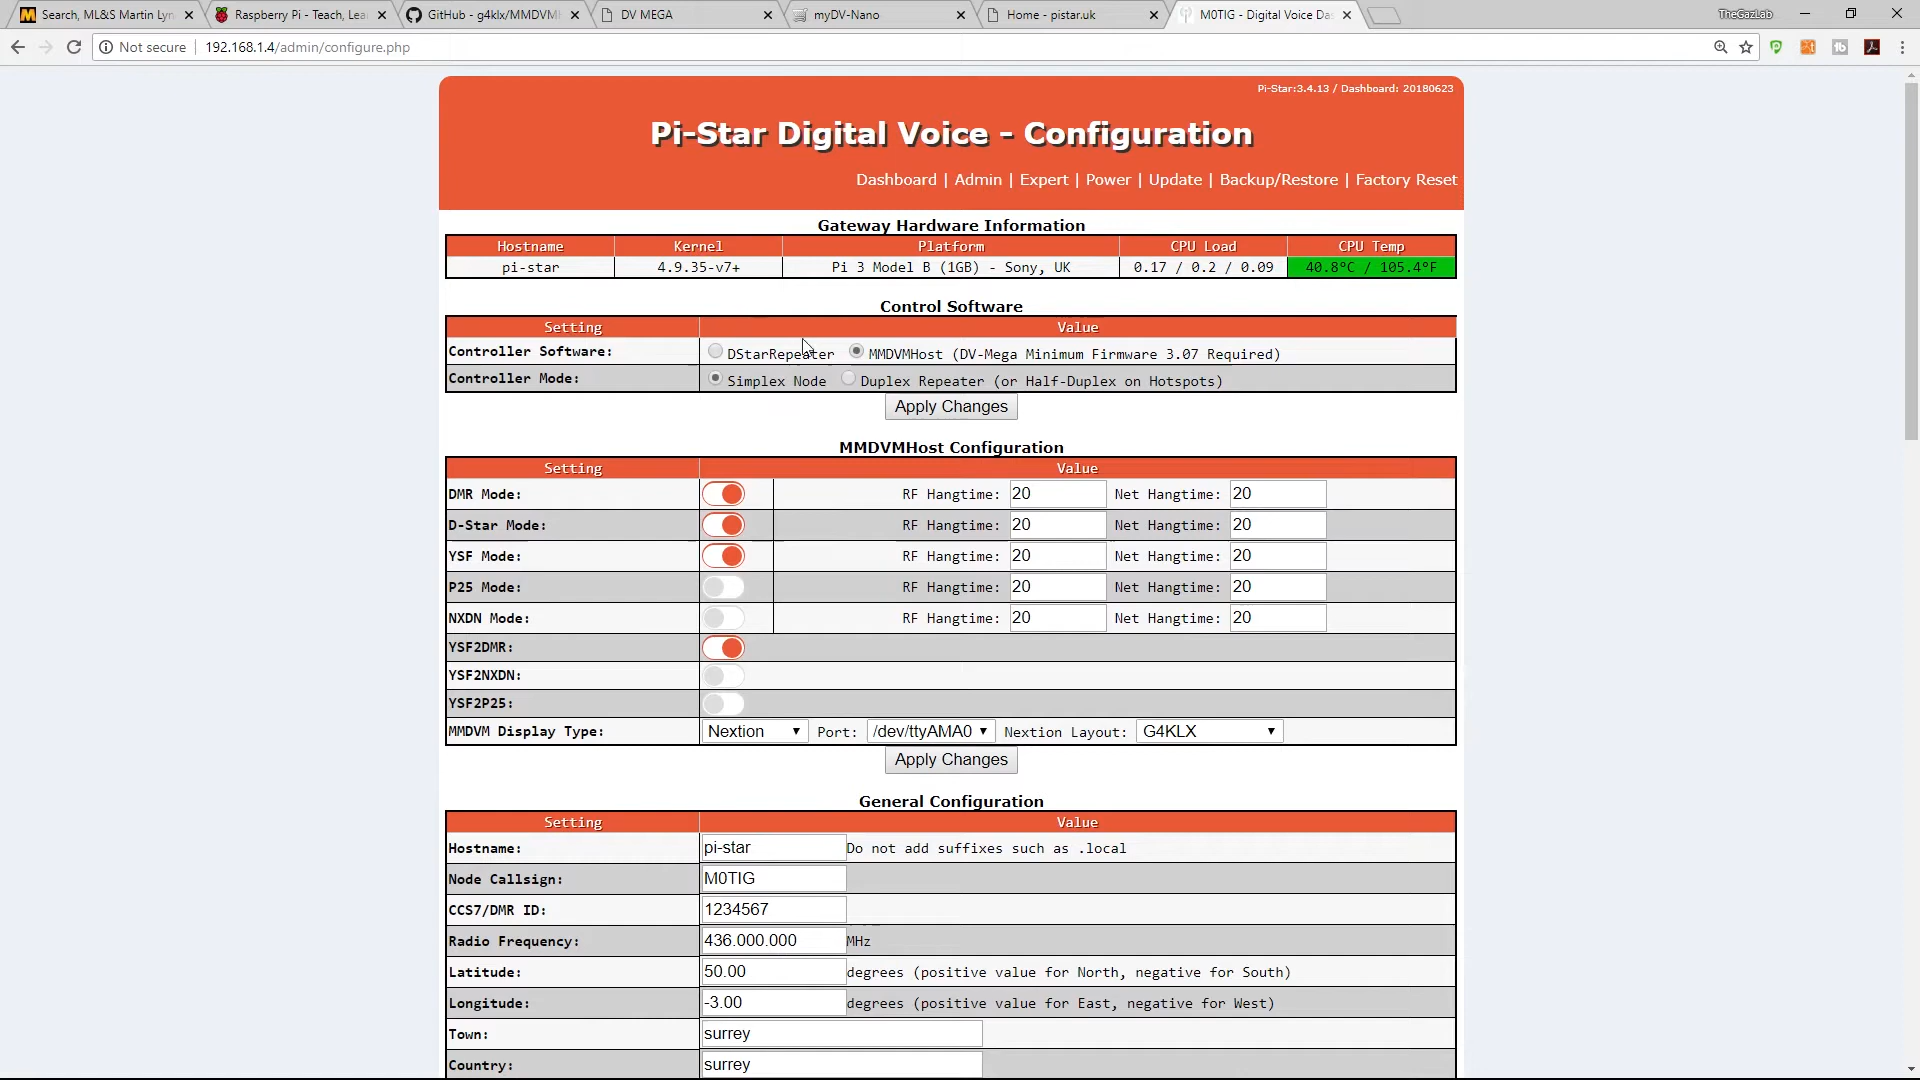 Search, ML&S Martin Lyn
Raspberry Pi - Teach, Lea
GitHub - g4klx/MMDVMH
DV MEGA
myDV-Nano
Home - pistar.uk
M0TIG - Digital Voice Das
TheGazLab
Not secure 192.168.1.4/admin/configure.php
Pi-Star:3.4.13 / Dashboard: 20180623
Pi-Star Digital Voice - Configuration
Dashboard | Admin | Expert | Power | Update | Backup/Restore | Factory Reset
Gateway Hardware Information
Hostname Kernel Platform CPU Load CPU Temp
pi-star 4.9.35-v7+ Pi 3 Model B (1GB) - Sony, UK 0.17 / 0.2 / 0.09 40.8ºC / 105.4ºF
Control Software
Setting Value
Controller Software: DStarRepeater MMDVMHost (DV-Mega Minimum Firmware 3.07 Required)
Controller Mode: Simplex Node Duplex Repeater (or Half-Duplex on Hotspots)
Apply Changes
MMDVMHost Configuration
Setting Value
DMR Mode: RF Hangtime: 20 Net Hangtime: 20
D-Star Mode: RF Hangtime: 20 Net Hangtime: 20
YSF Mode: RF Hangtime: 20 Net Hangtime: 20
P25 Mode: RF Hangtime: 20 Net Hangtime: 20
NXDN Mode: RF Hangtime: 20 Net Hangtime: 20
YSF2DMR:
YSF2NXDN:
YSF2P25:
MMDVM Display Type: Nextion Port: /dev/ttyAMA0 Nextion Layout: G4KLX
Apply Changes
General Configuration
Setting Value
Hostname: pi-star Do not add suffixes such as .local
Node Callsign: M0TIG
CCS7/DMR ID: 1234567
Radio Frequency: 436.000.000 MHz
Latitude: 50.00 degrees (positive value for North, negative for South)
Longitude: -3.00 degrees (positive value for East, negative for West)
Town: surrey
Country: surrey